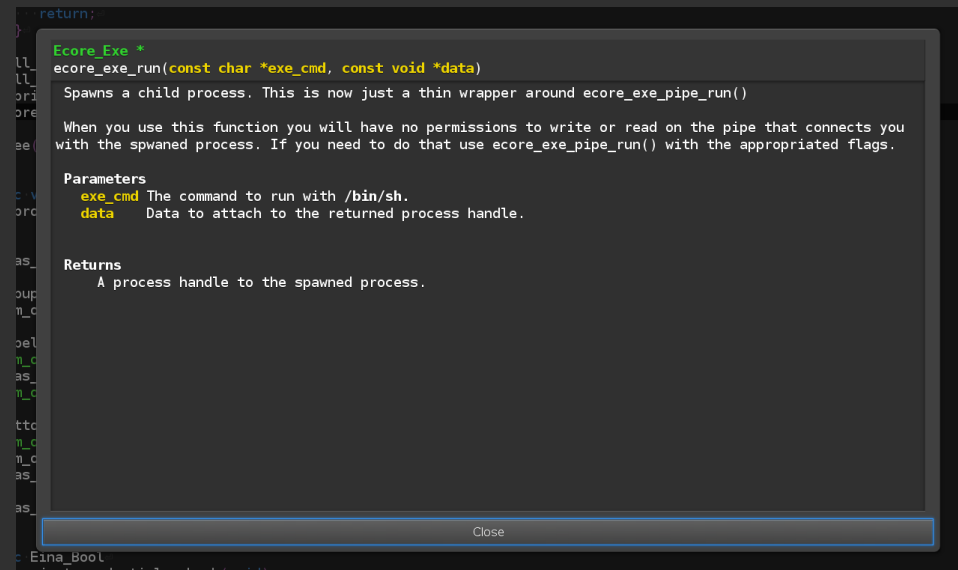 return;
}
Ecore_Exe *
ecore_exe_run(const char *exe_cmd, const void *data)
Spawns a child process. This is now just a thin wrapper around ecore_exe_pipe_run()
When you use this function you will have no permissions to write or read on the pipe that connects you
with the spwaned process. If you need to do that use ecore_exe_pipe_run() with the appropriated flags.
Parameters
exe_cmd The command to run with /bin/sh.
data Data to attach to the returned process handle.
Returns
A process handle to the spawned process.
Close
Eina_Bool